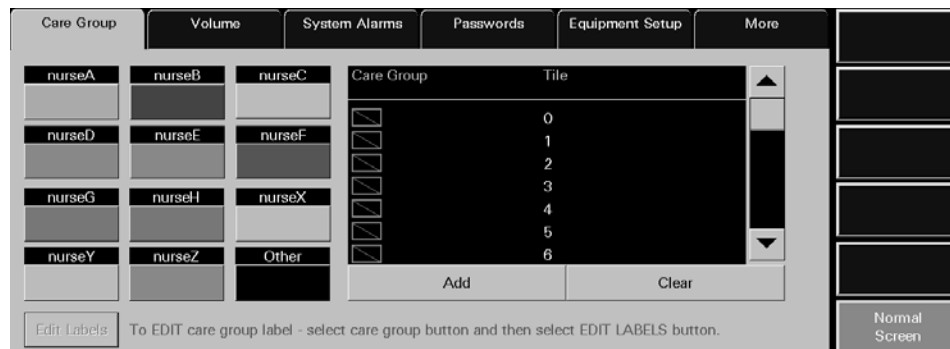 Care Group Volume System Alarms Passwords Equipment Setup More
nurseA nurseB nurseC
Care Group Tile
0
nurseD nurseE nurseF
1
2
3
nurseG nurseH nurseX
4
5
nurseY nurseZ Other
6
Add Clear
Edit Labels To EDIT care group label - select care group button and then select EDIT LABELS button.
Normal
Screen